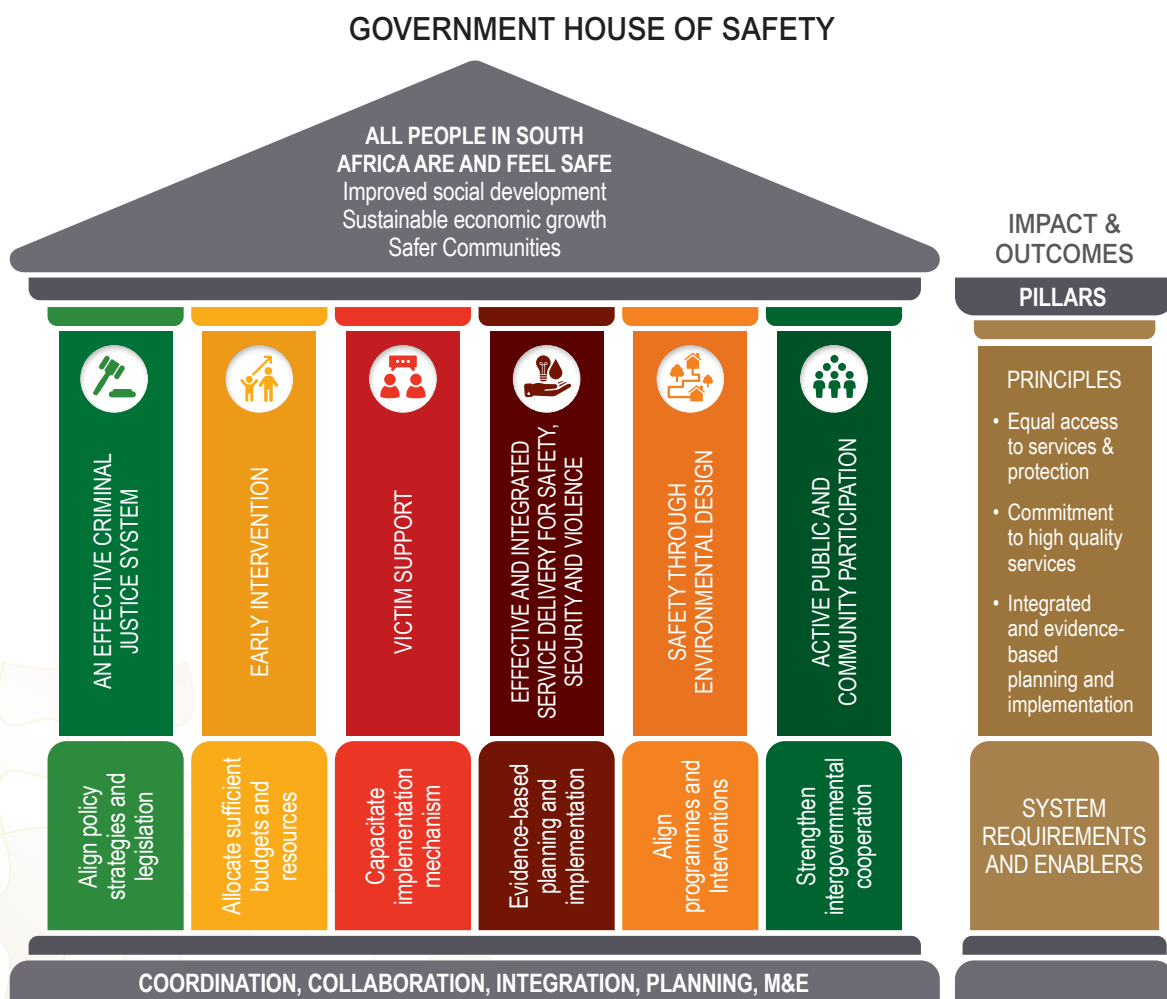 GOVERNMENT HOUSE OF SAFETY
ALL PEOPLE IN SOUTH
AFRICA ARE AND FEEL SAFE
Improved social development
Sustainable economic growth
Safer Communities
IMPACT &
OUTCOMES
PILLARS
AN EFFECTIVE CRIMINAL
JUSTICE SYSTEM
EARLY INTERVENTION
VICTIM SUPPORT
EFFECTIVE AND INTEGRATED
SERVICE DELIVERY FOR SAFETY,
SECURITY AND VIOLENCE
SAFETY THROUGH
ENVIRONMENTAL DESIGN
ACTIVE PUBLIC AND
COMMUNITY PARTICIPATION
PRINCIPLES
• Equal access
to services &
protection
• Commitment
to high quality
services
• Integrated
and evidence-
based
planning and
implementation
Align policy
strategies and
legislation
Allocate sufficient
budgets and
resources
Capacitate
implementation
mechanism
Evidence-based
planning and
implementation
Align
programmes and
Interventions
Strengthen
intergovernmental
cooperation
SYSTEM
REQUIREMENTS
AND ENABLERS
COORDINATION, COLLABORATION, INTEGRATION, PLANNING, M&E